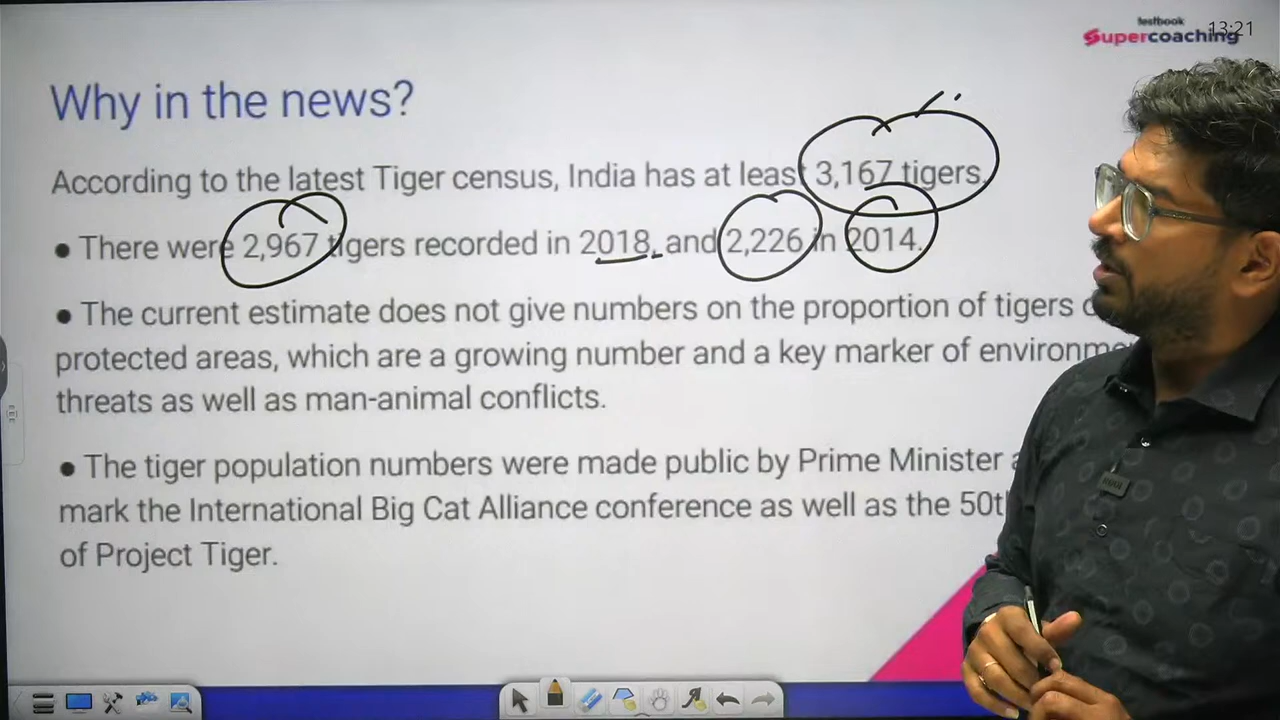 testbook
Supercoaching
13:21
Why in the news?
According to the latest Tiger census, India has at least 3,167 tigers.
● There were 2,967 tigers recorded in 2018, and 2,226 in 2014.
● The current estimate does not give numbers on the proportion of tigers
protected areas, which are a growing number and a key marker of
threats as well as man-animal conflicts.
● The tiger population numbers were made public by Prime Minister
mark the International Big Cat Alliance conference as well as the
of Project Tiger.